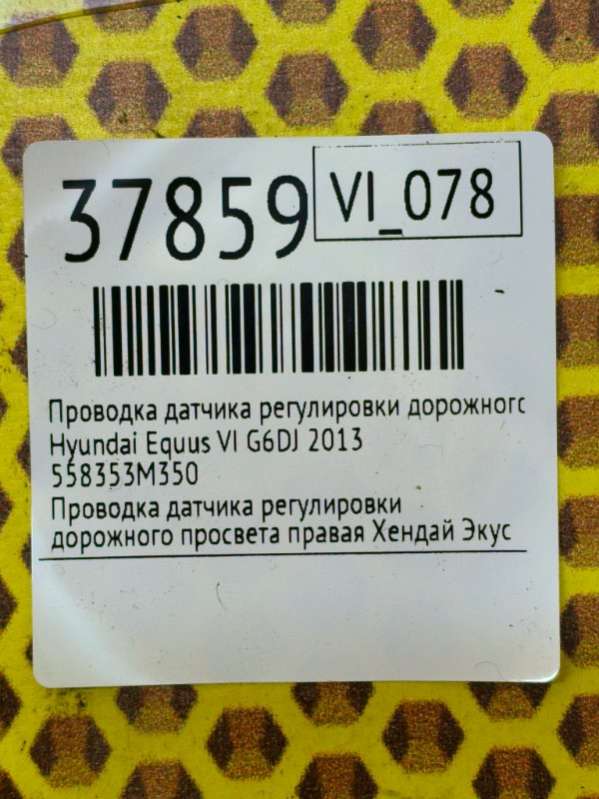 37859
VI_078
Проводка датчика регулировки дорожного
Hyundai Equus VI G6DJ 2013
558353M350
Проводка датчика регулировки
дорожного просвета правая Хендай Экус